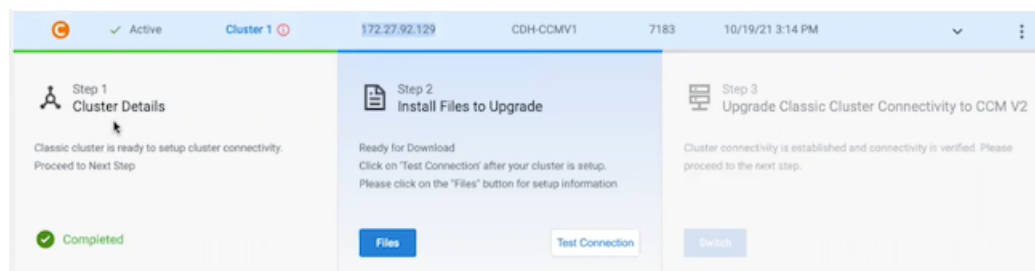 Active Cluster 1 172.27.92.129 CDH-CCMV1 7183 10/19/21 3:14 PM
Step 1
Cluster Details
Classic cluster is ready to setup cluster connectivity.
Proceed to Next Step
Completed
Step 2
Install Files to Upgrade
Ready for Download
Click on 'Test Connection' after your cluster is setup.
Please click on the "Files" button for setup information
Files
Test Connection
Step 3
Upgrade Classic Cluster Connectivity to CCM V2
Cluster connectivity is established and connectivity is verified. Please
proceed to the next step.
Switch